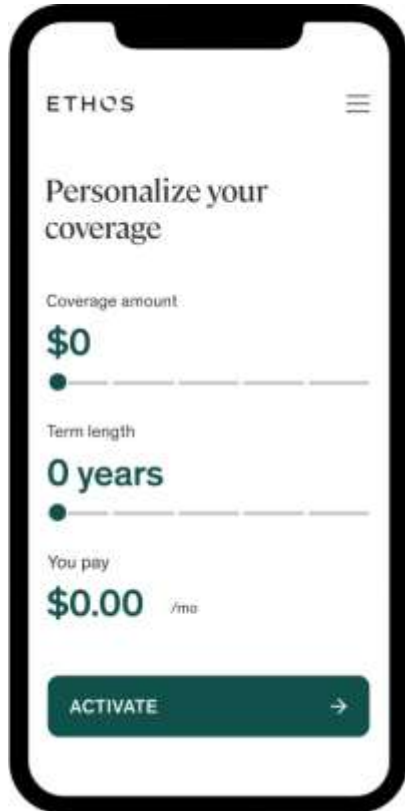 ETHOS
Personalize your
coverage
Coverage amount
$0
Term length
0 years
You pay
$0.00 /mo
ACTIVATE